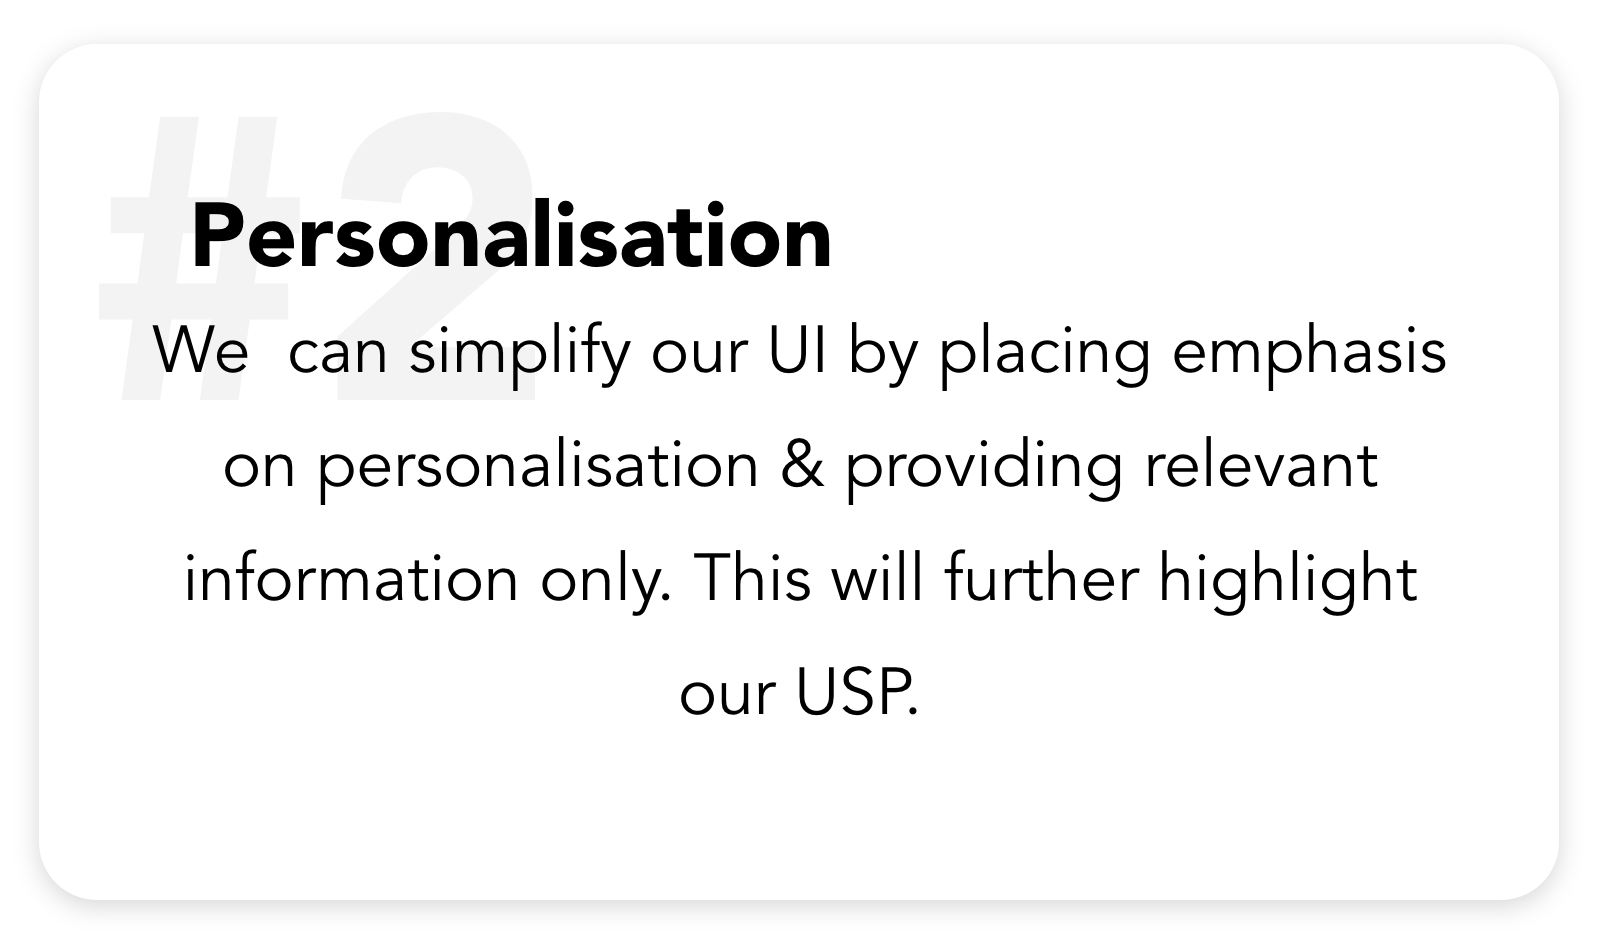 #2
Personalisation
We  can simplify our UI by placing emphasis
on personalisation & providing relevant
information only. This will further highlight
our USP.